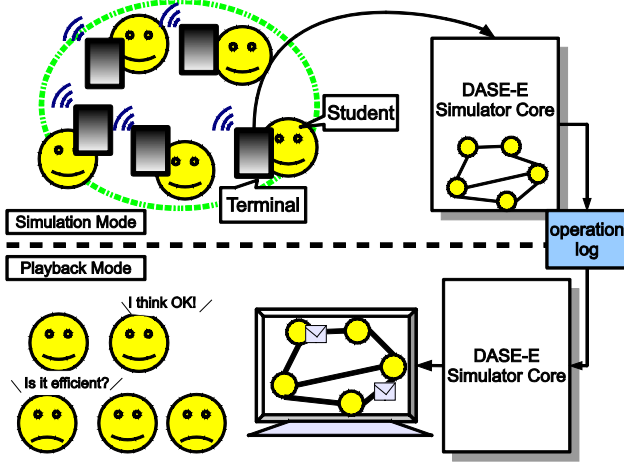 DASE-E
Simulator Core
Student
Terminal
Simulation Mode
operation
log
Playback Mode
I think OK!
Is it efficient?
DASE-E
Simulator Core